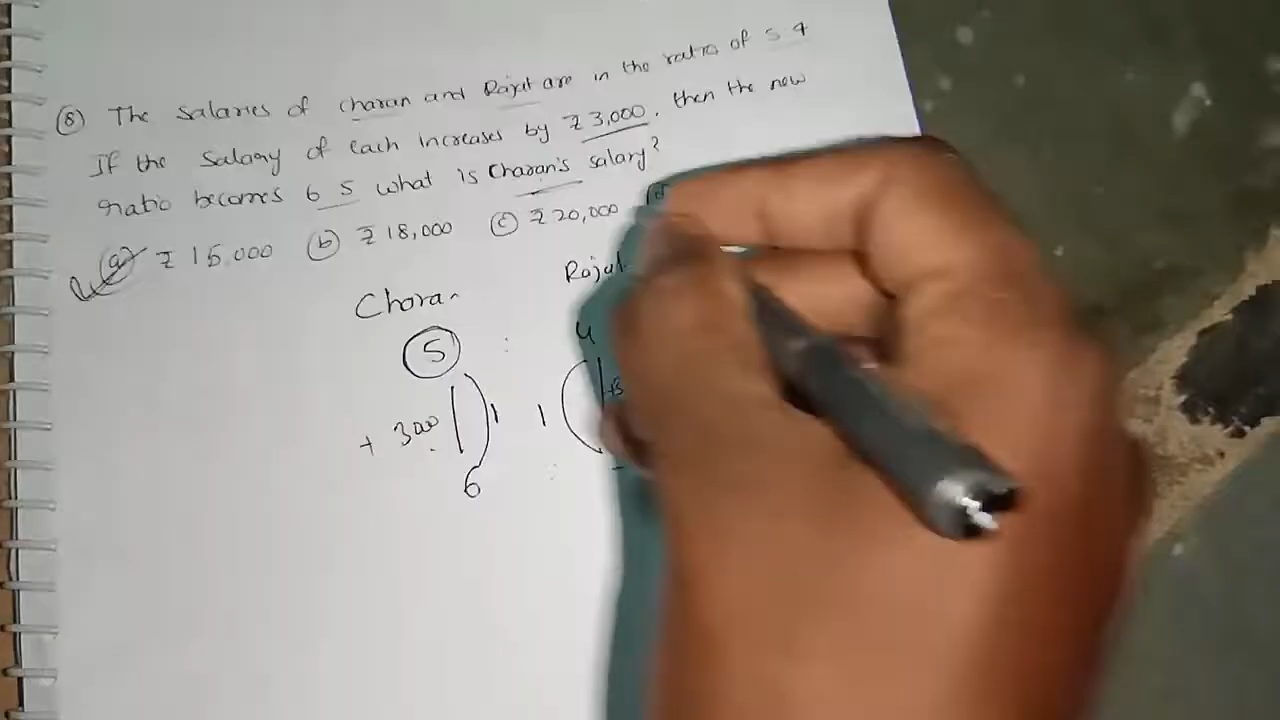 (8) The Salaries of Charan and Rajat are in the ratio of 5 4
If the Salary of each increases by ₹3,000. then the new
ratio becomes 6 5 what is Charan's salary?
(a) ₹ 15,000 (b) ₹ 18,000 (c) ₹ 20,000 (d
Charan Rajat
5 : 4
+ 3000 1 1 +3
6 :